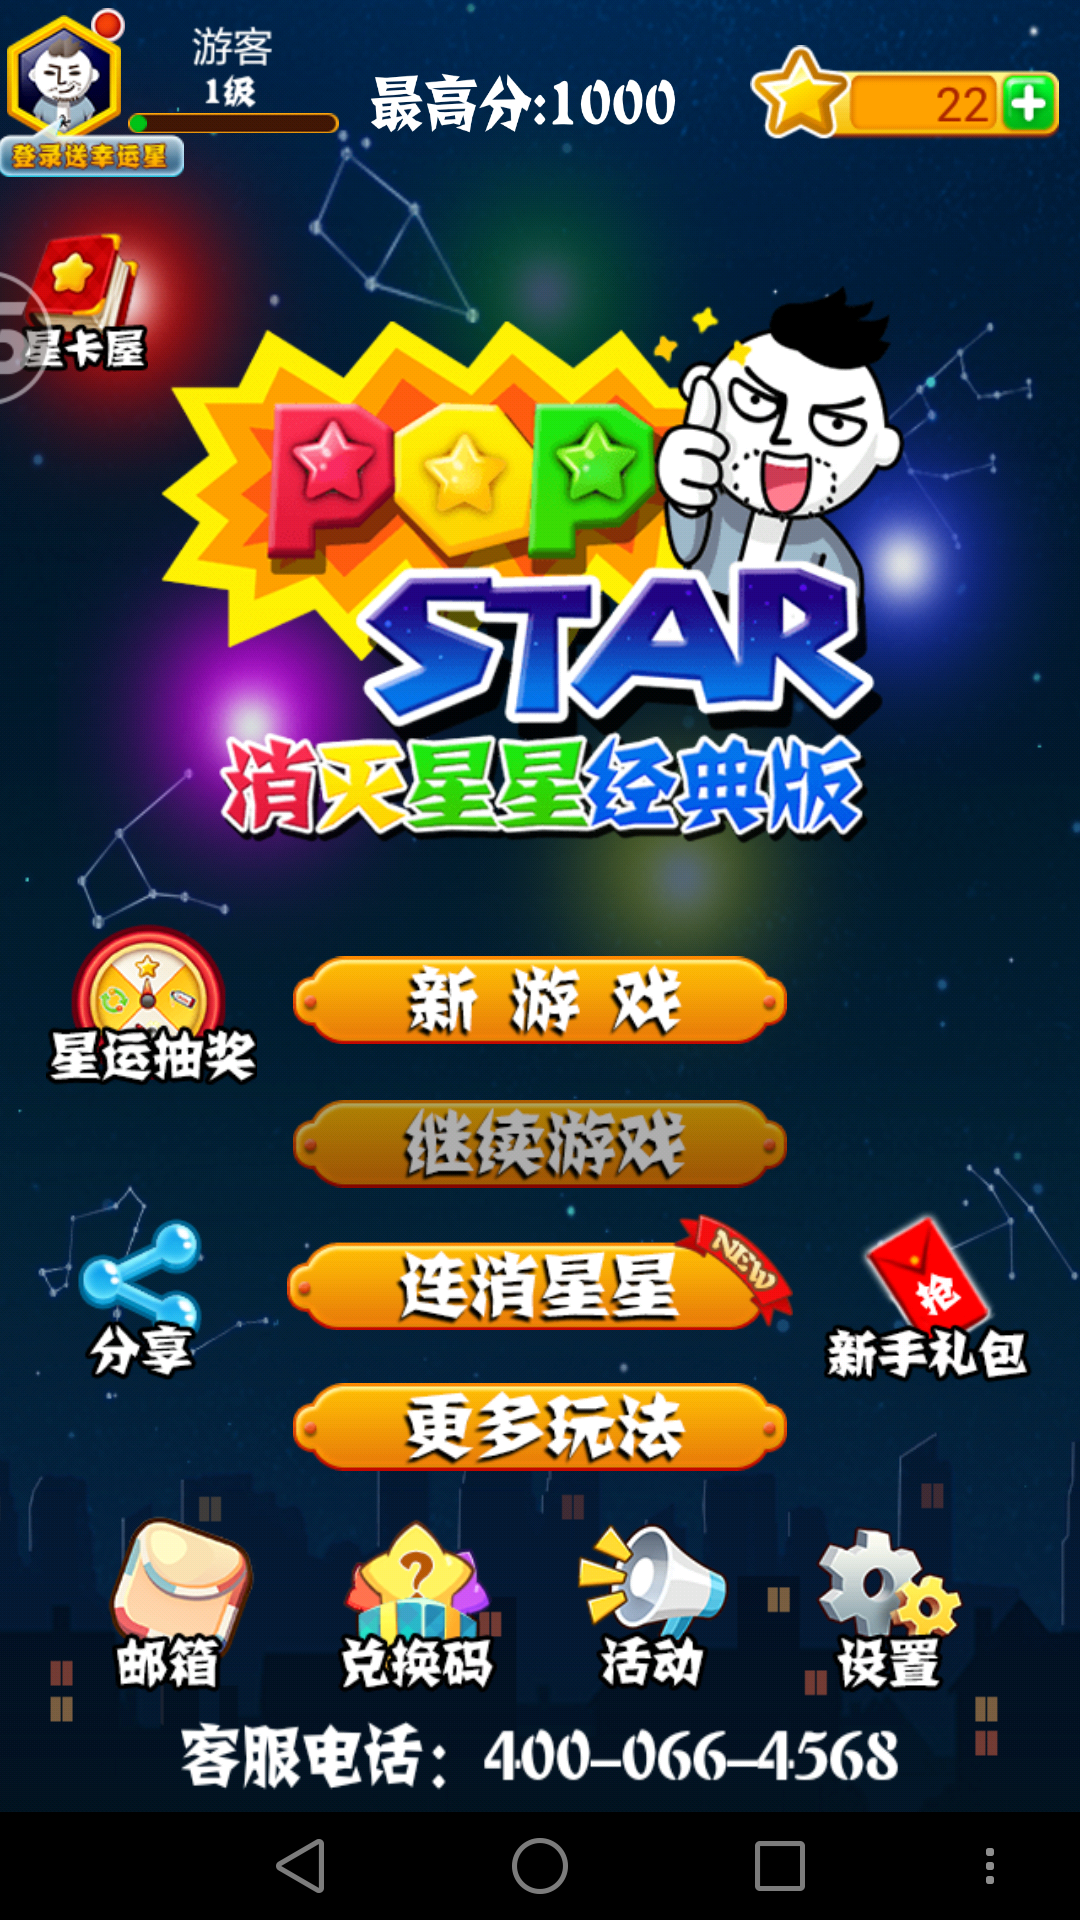 游客
1级
最高分:1000
22
登录送幸运星
星卡屋
POP
STAR
消灭星星经典版
新游戏
星运抽奖
继续游戏
连消星星
NEW
抢
分享
新手礼包
更多玩法
邮箱
兑换码
活动
设置
客服电话：400-066-4568